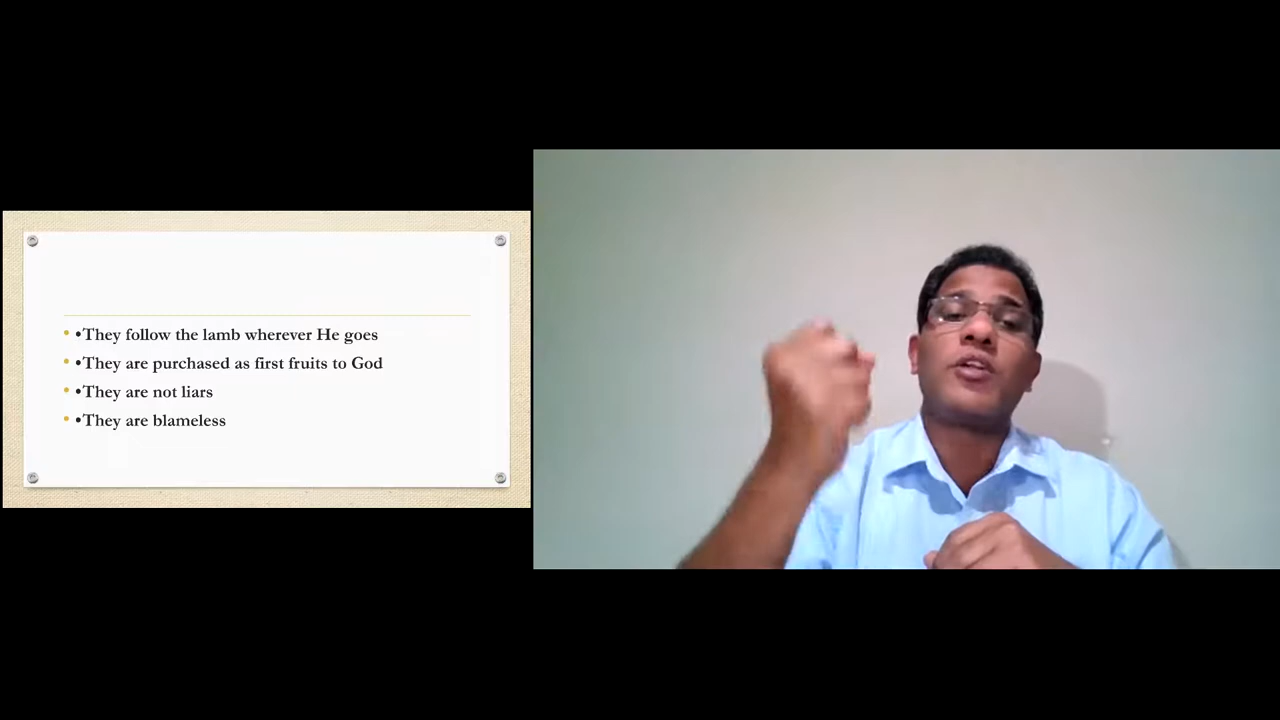 • •They follow the lamb wherever He goes
• •They are purchased as first fruits to God
• •They are not liars
• •They are blameless